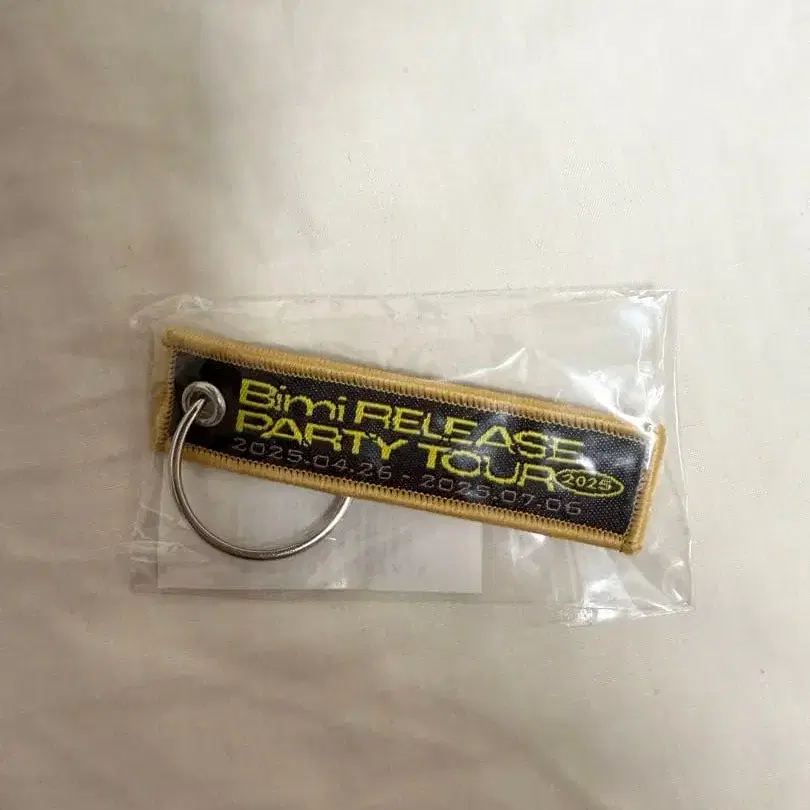 Bimi RELEASE
PARTY TOUR 2025
2025.04.26 - 2025.07.06